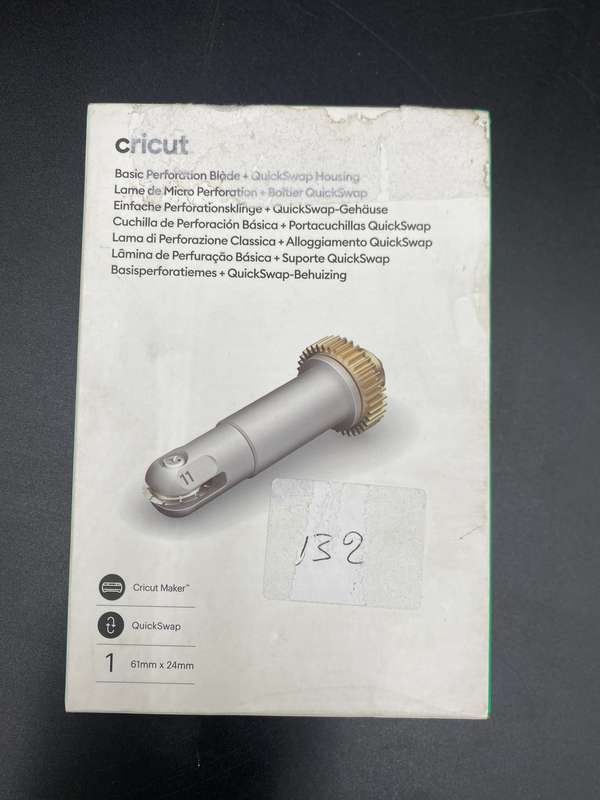 cricut
Basic Perforation Blade + QuickSwap Housing
Lame de Micro Perforation + Boîtier QuickSwap
Einfache Perforationsklinge + QuickSwap-Gehäuse
Cuchilla de Perforación Básica + Portacuchillas QuickSwap
Lama di Perforazione Classica + Alloggiamento QuickSwap
Lâmina de Perfuração Básica + Suporte QuickSwap
Basisperforatiemes + QuickSwap-Behuizing
11
132
Cricut Maker™
QuickSwap
1 61mm x 24mm